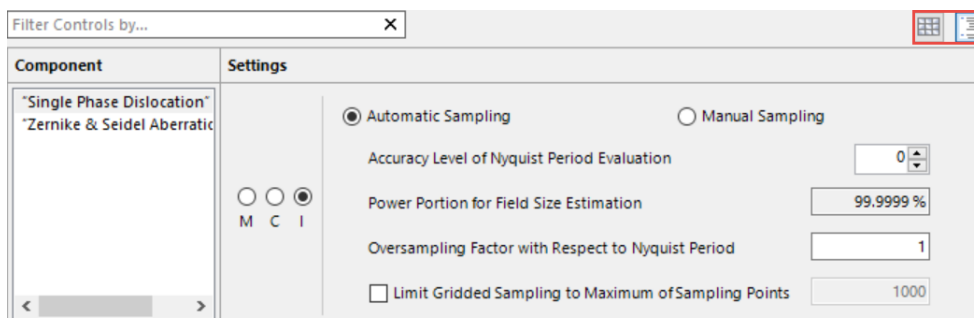 Filter Controls by...
Component Settings
"Single Phase Dislocation"
"Zernike & Seidel Aberratic
Automatic Sampling Manual Sampling
Accuracy Level of Nyquist Period Evaluation 0
M C I
Power Portion for Field Size Estimation 99.9999 %
Oversampling Factor with Respect to Nyquist Period 1
Limit Gridded Sampling to Maximum of Sampling Points 1000